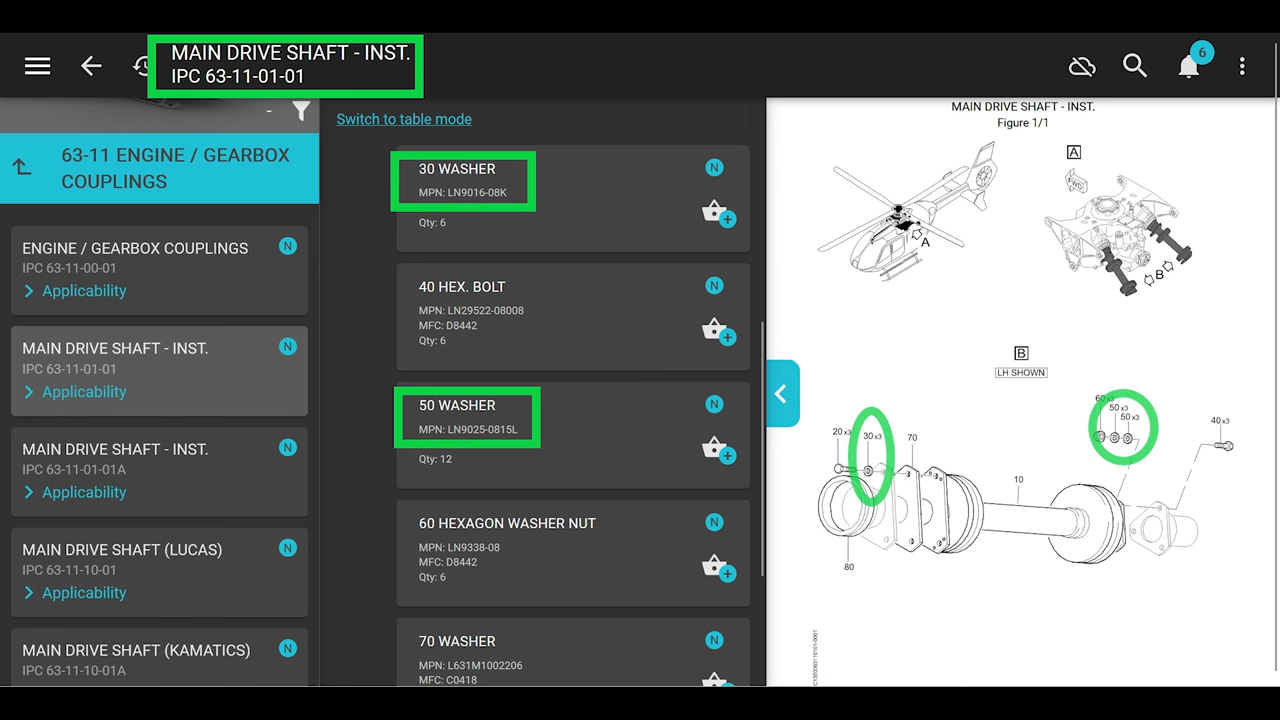 MAIN DRIVE SHAFT - INST.
IPC 63-11-01-01
6
-
63-11 ENGINE / GEARBOX
COUPLINGS
ENGINE / GEARBOX COUPLINGS
N
IPC 63-11-00-01
Applicability
MAIN DRIVE SHAFT - INST.
N
IPC 63-11-01-01
Applicability
MAIN DRIVE SHAFT - INST.
N
IPC 63-11-01-01A
Applicability
MAIN DRIVE SHAFT (LUCAS)
N
IPC 63-11-10-01
Applicability
MAIN DRIVE SHAFT (KAMATICS)
N
IPC 63-11-10-01A
Switch to table mode
30 WASHER
N
MPN: LN9016-08K
Qty: 6
40 HEX. BOLT
N
MPN: LN29522-08008
MFC: D8442
Qty: 6
50 WASHER
N
MPN: LN9025-0815L
Qty: 12
60 HEXAGON WASHER NUT
N
MPN: LN9338-08
MFC: D8442
Qty: 6
70 WASHER
N
MPN: L631M1002206
MFC: C0418
MAIN DRIVE SHAFT - INST.
Figure 1/1
A
FWD
A
B
B
LH SHOWN
60 x3
50 x3
50 x3
40 x3
20 x3
30 x3
70
10
80